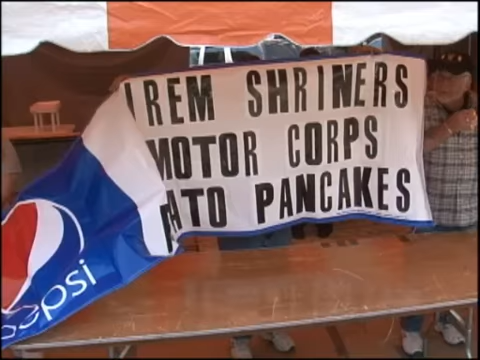 IREM SHRINERS
MOTOR CORPS
ATO PANCAKES
pepsi